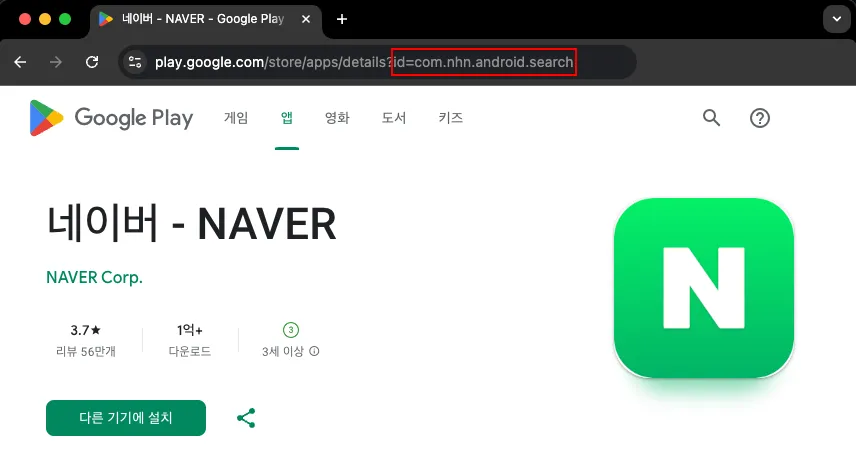 네이버 - NAVER - Google Play
play.google.com/store/apps/details?id=com.nhn.android.search
Google Play
게임
앱
영화
도서
키즈
네이버 - NAVER
NAVER Corp.
3.7★
리뷰 56만개
1억+
다운로드
3
3세 이상
다른 기기에 설치
N